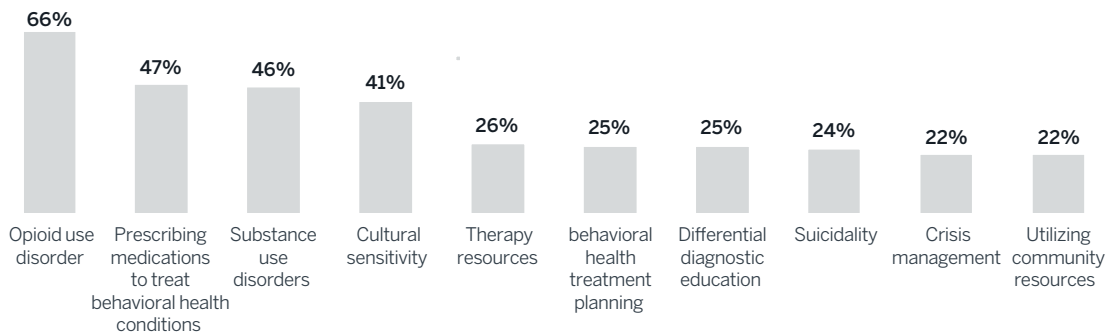 66%
47%
46%
41%
26%
25%
25%
24%
22%
22%
Opioid use
disorder
Prescribing
medications
to treat
behavioral health
conditions
Substance
use
disorders
Cultural
sensitivity
Therapy
resources
behavioral
health
treatment
planning
Differential
diagnostic
education
Suicidality
Crisis
management
Utilizing
community
resources